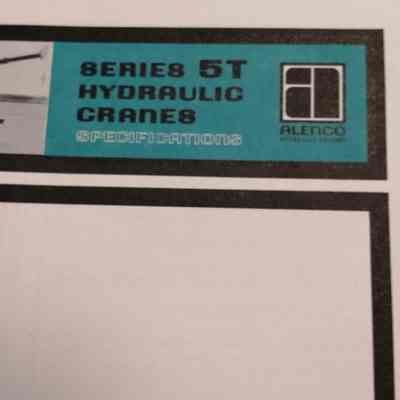 SERIES 5T
HYDRAULIC
CRANES
SPECIFICATIONS
ALENCO